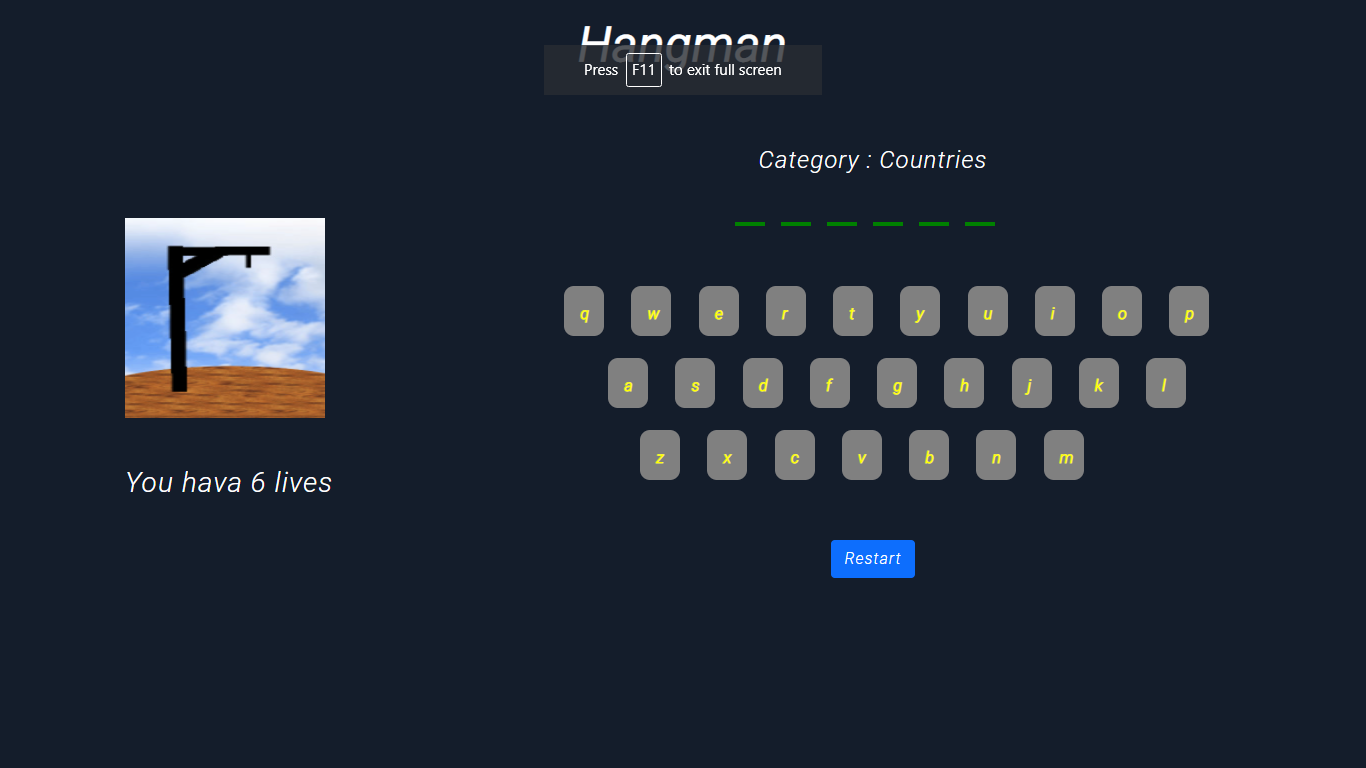 Hangman
Press F11 to exit full screen
Category : Countries
q w e r t y u i o p
a s d f g h j k l
z x c v b n m
You hava 6 lives
Restart